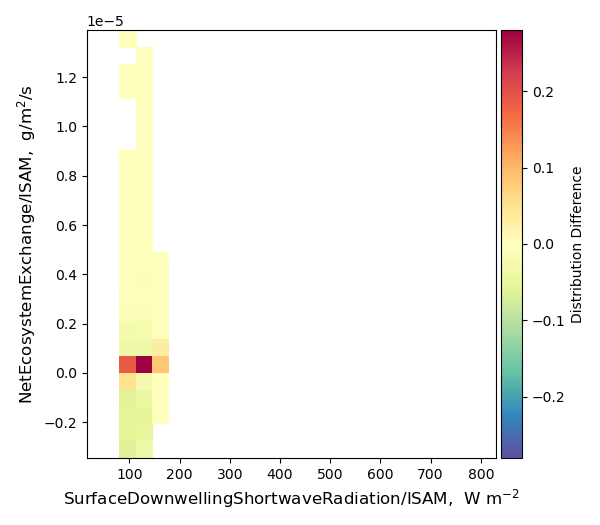 1e−5
1.2
1.0
0.8
0.6
0.4
0.2
0.0
−0.2
NetEcosystemExchange/ISAM, g/m²/s
100 200 300 400 500 600 700 800
SurfaceDownwellingShortwaveRadiation/ISAM, W m⁻²
0.2
0.1
0.0
−0.1
−0.2
Distribution Difference